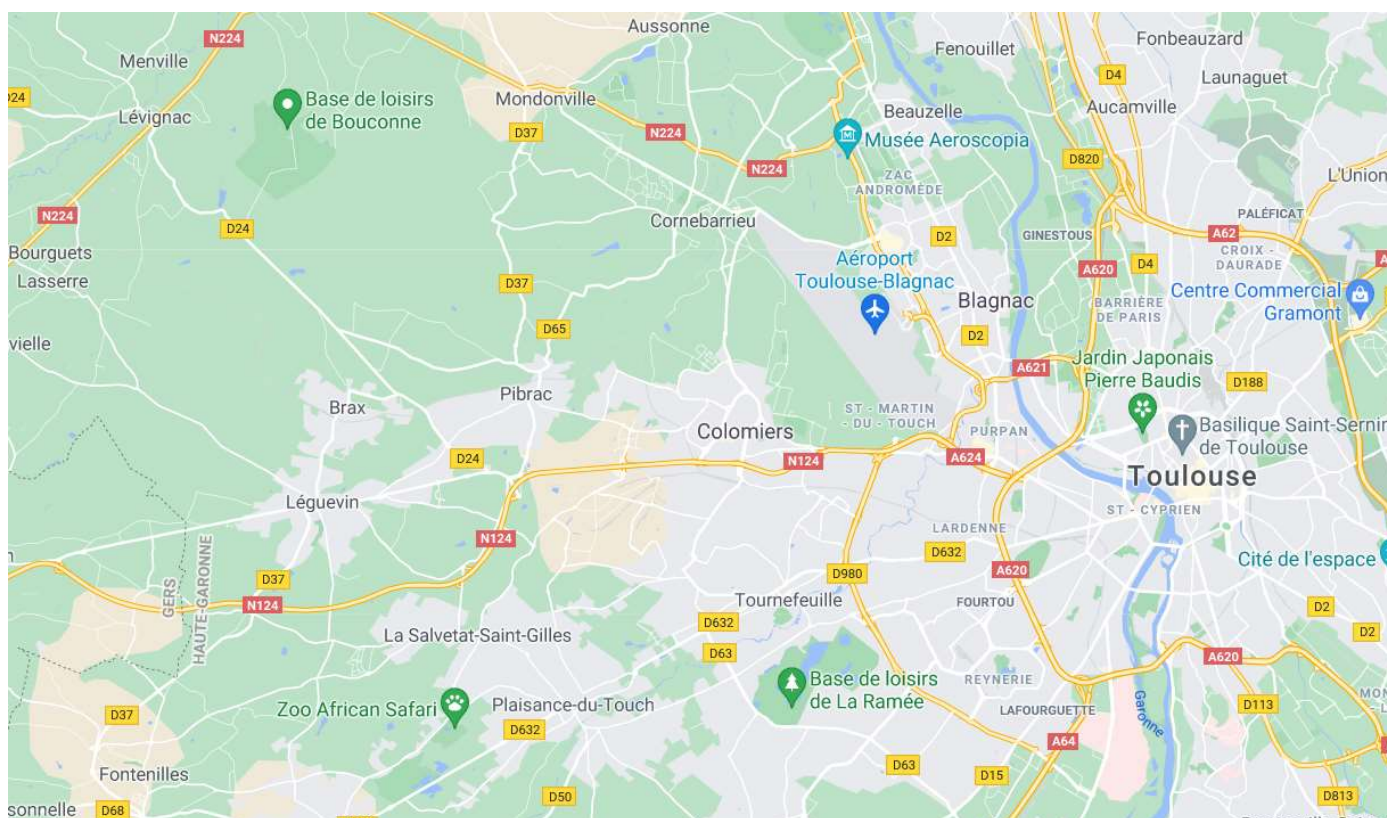 Aussonne
N224
Menville
Fenouillet
Fonbeauzard
D4
Launaguet
D24
Lévignac
Base de loisirs
de Bouconne
Mondonville
D37
N224
Beauzelle
Aucamville
Musée Aeroscopia
N224
D820
L'Union
ZAC
ANDROMÈDE
N224
D24
Cornebarrieu
PALÉFICAT
Bourguets
Lasserre
D2
GINESTOUS
A62
CROIX -
DAURADE
Aéroport
Toulouse-Blagnac
A620
D4
D37
Blagnac
BARRIÈRE
DE PARIS
Centre Commercial
Gramont
D65
D2
vielle
Jardin Japonais
Pierre Baudis
A621
D188
Pibrac
Brax
ST - MARTIN
- DU - TOUCH
PURPAN
Colomiers
Basilique Saint-Sernin
de Toulouse
D24
N124
A624
Toulouse
Léguevin
ST - CYPRIEN
N124
LARDENNE
D632
Cité de l'espace
GERS
HAUTE-GARONNE
D37
N124
D980
A620
Tournefeuille
FOURTOU
D2
D632
D2
La Salvetat-Saint-Gilles
D63
A620
Base de loisirs
de La Ramée
REYNERIE
Zoo African Safari
Plaisance-du-Touch
D37
D632
LAFOURGUETTE
Garonne
D113
A64
Fontenilles
D63
D15
sonnelle
D68
D50
D813